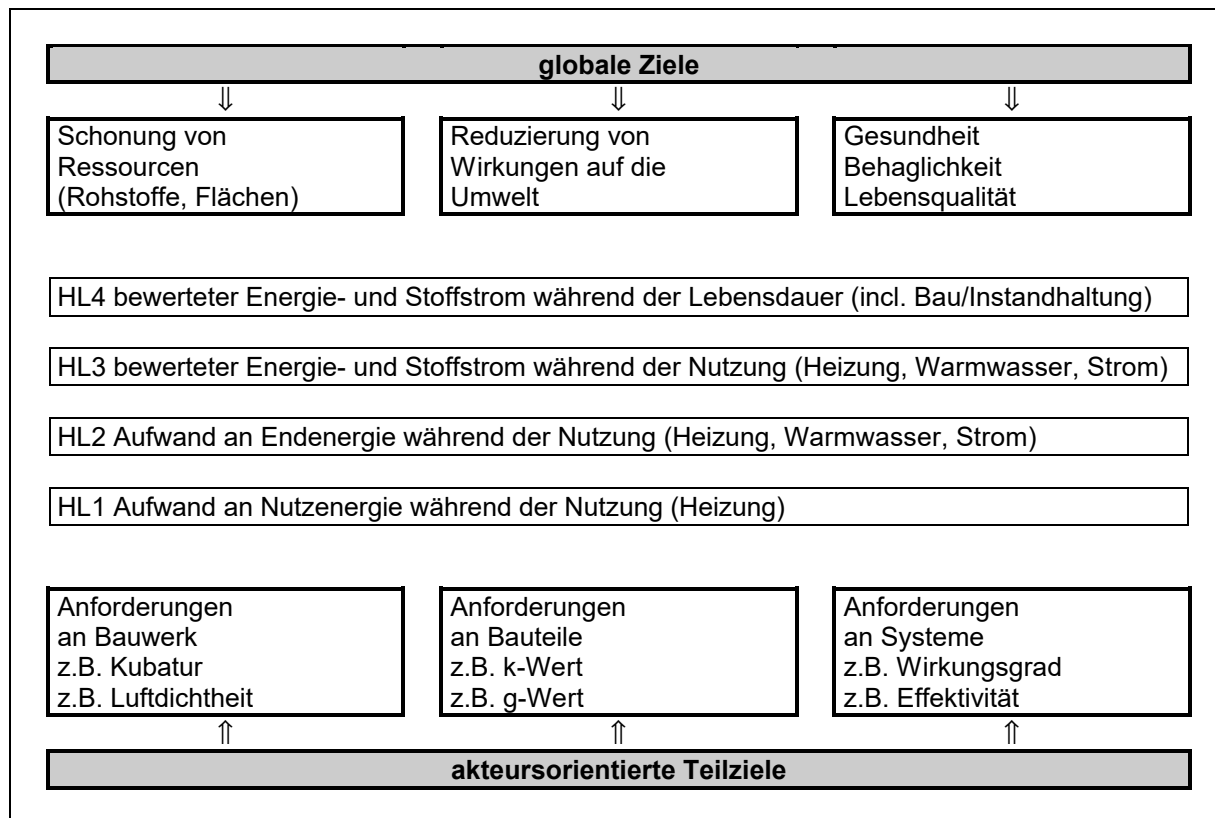 globale Ziele
⇓ ⇓ ⇓
Schonung von
Ressourcen
(Rohstoffe, Flächen)
Reduzierung von
Wirkungen auf die
Umwelt
Gesundheit
Behaglichkeit
Lebensqualität
HL4 bewerteter Energie- und Stoffstrom während der Lebensdauer (incl. Bau/Instandhaltung)
HL3 bewerteter Energie- und Stoffstrom während der Nutzung (Heizung, Warmwasser, Strom)
HL2 Aufwand an Endenergie während der Nutzung (Heizung, Warmwasser, Strom)
HL1 Aufwand an Nutzenergie während der Nutzung (Heizung)
Anforderungen
an Bauwerk
z.B. Kubatur
z.B. Luftdichtheit
Anforderungen
an Bauteile
z.B. k-Wert
z.B. g-Wert
Anforderungen
an Systeme
z.B. Wirkungsgrad
z.B. Effektivität
⇑ ⇑ ⇑
akteursorientierte Teilziele